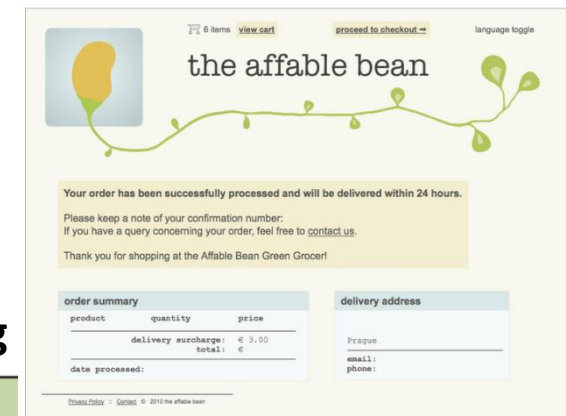 6 items view cart proceed to checkout ➞ language toggle
the affable bean
Your order has been successfully processed and will be delivered within 24 hours.
Please keep a note of your confirmation number:
If you have a query concerning your order, feel free to contact us.
Thank you for shopping at the Affable Bean Green Grocer!
order summary
product quantity price
delivery surcharge: € 3.00
total: €
date processed:
delivery address
Prague
email:
phone:
g
Privacy Policy :: Contact © 2010 the affable bean